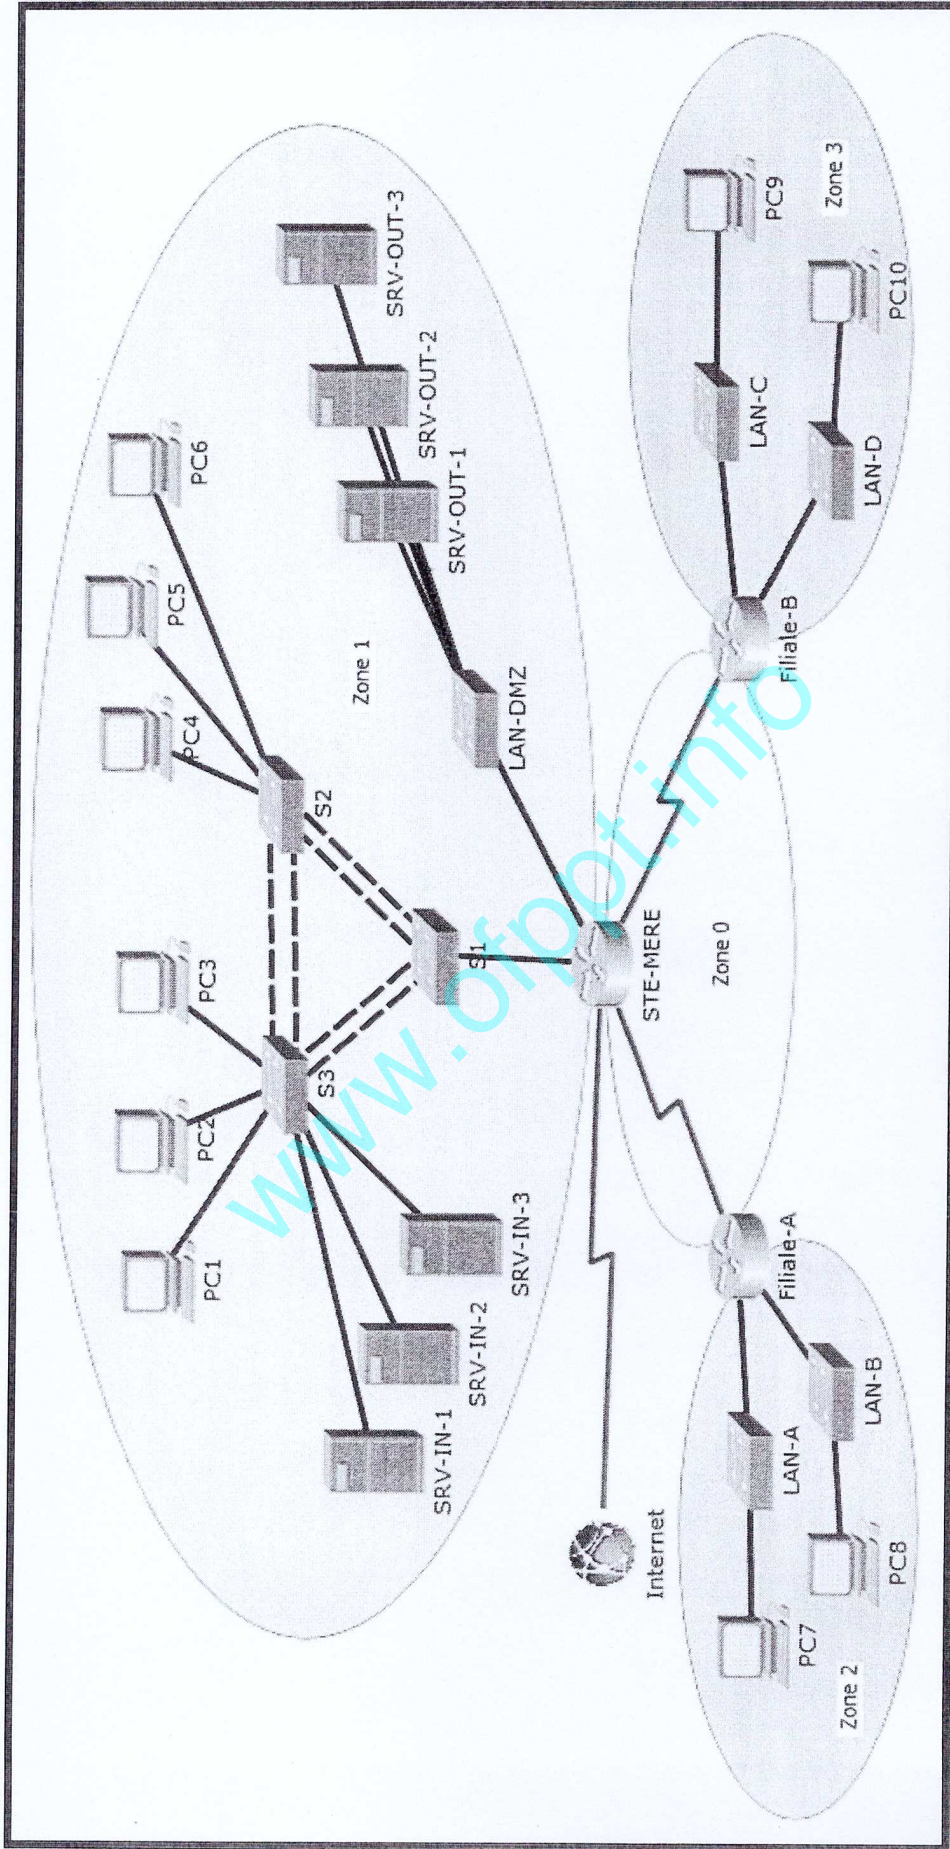 PC1
PC2
PC3
PC4
PC5
PC6
S3
S2
S1
SRV-IN-1
SRV-IN-2
SRV-IN-3
Zone 1
SRV-OUT-1
SRV-OUT-2
SRV-OUT-3
LAN-DMZ
STE-MERE
Internet
Zone 0
Filiale-A
Filiale-B
LAN-A
LAN-B
PC7
PC8
Zone 2
LAN-C
LAN-D
PC9
PC10
Zone 3
www.ofppt.info